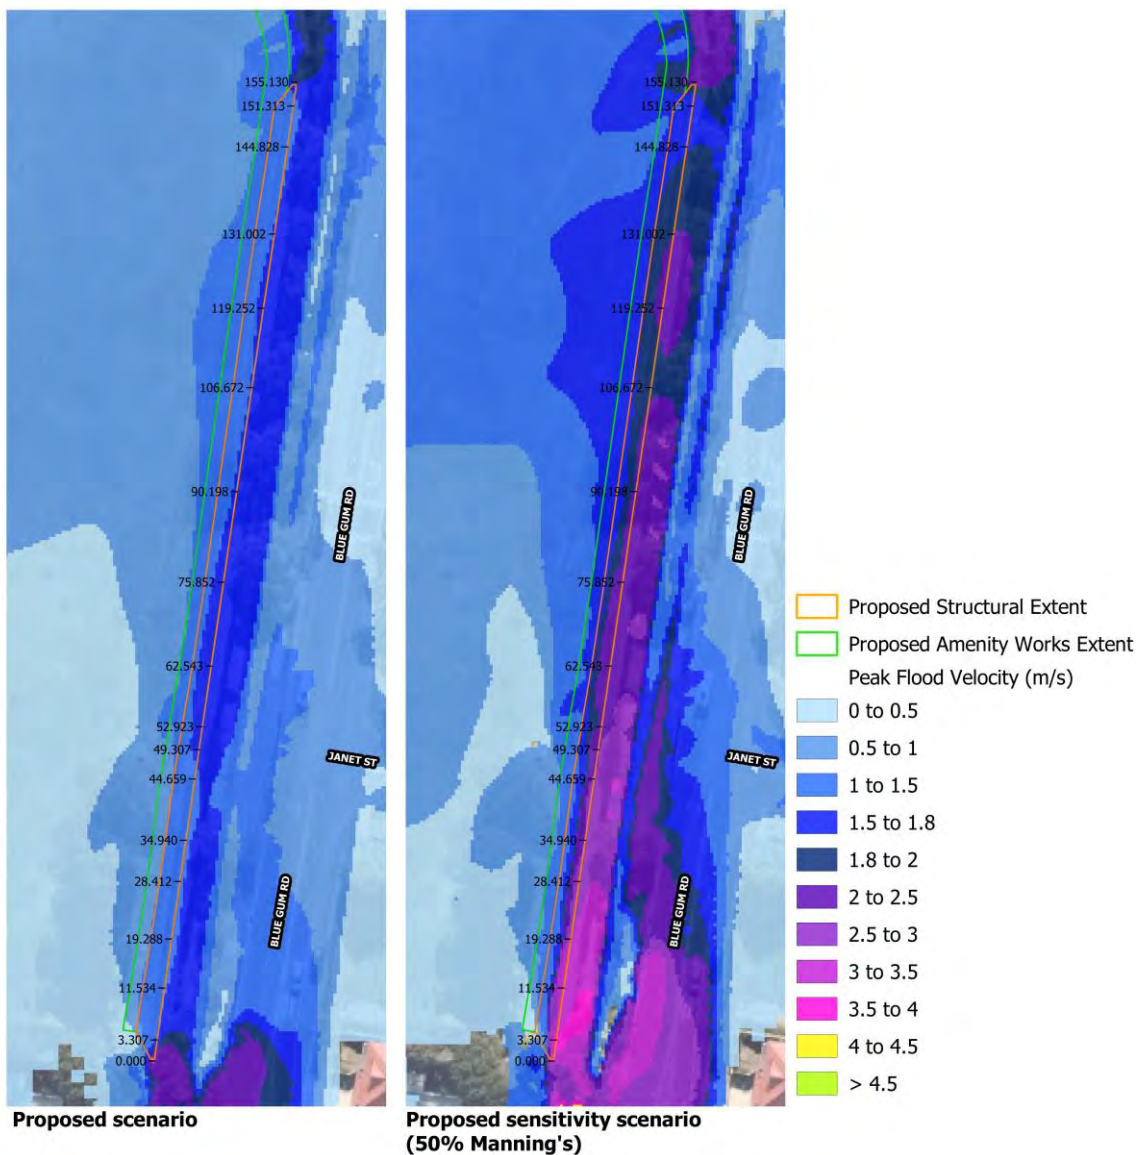 155.130
151.313
144.828
131.002
119.252
106.672
90.198
75.852
62.543
52.923
49.307
44.659
34.940
28.412
19.288
11.534
3.307
0.000
BLUE GUM RD
JANET ST
BLUE GUM RD
Proposed scenario
155.130
151.313
144.828
131.002
119.252
106.672
90.198
75.852
62.543
52.923
49.307
44.659
34.940
28.412
19.288
11.534
3.307
0.000
BLUE GUM RD
JANET ST
BLUE GUM RD
Proposed sensitivity scenario
(50% Manning's)
Proposed Structural Extent
Proposed Amenity Works Extent
Peak Flood Velocity (m/s)
0 to 0.5
0.5 to 1
1 to 1.5
1.5 to 1.8
1.8 to 2
2 to 2.5
2.5 to 3
3 to 3.5
3.5 to 4
4 to 4.5
> 4.5